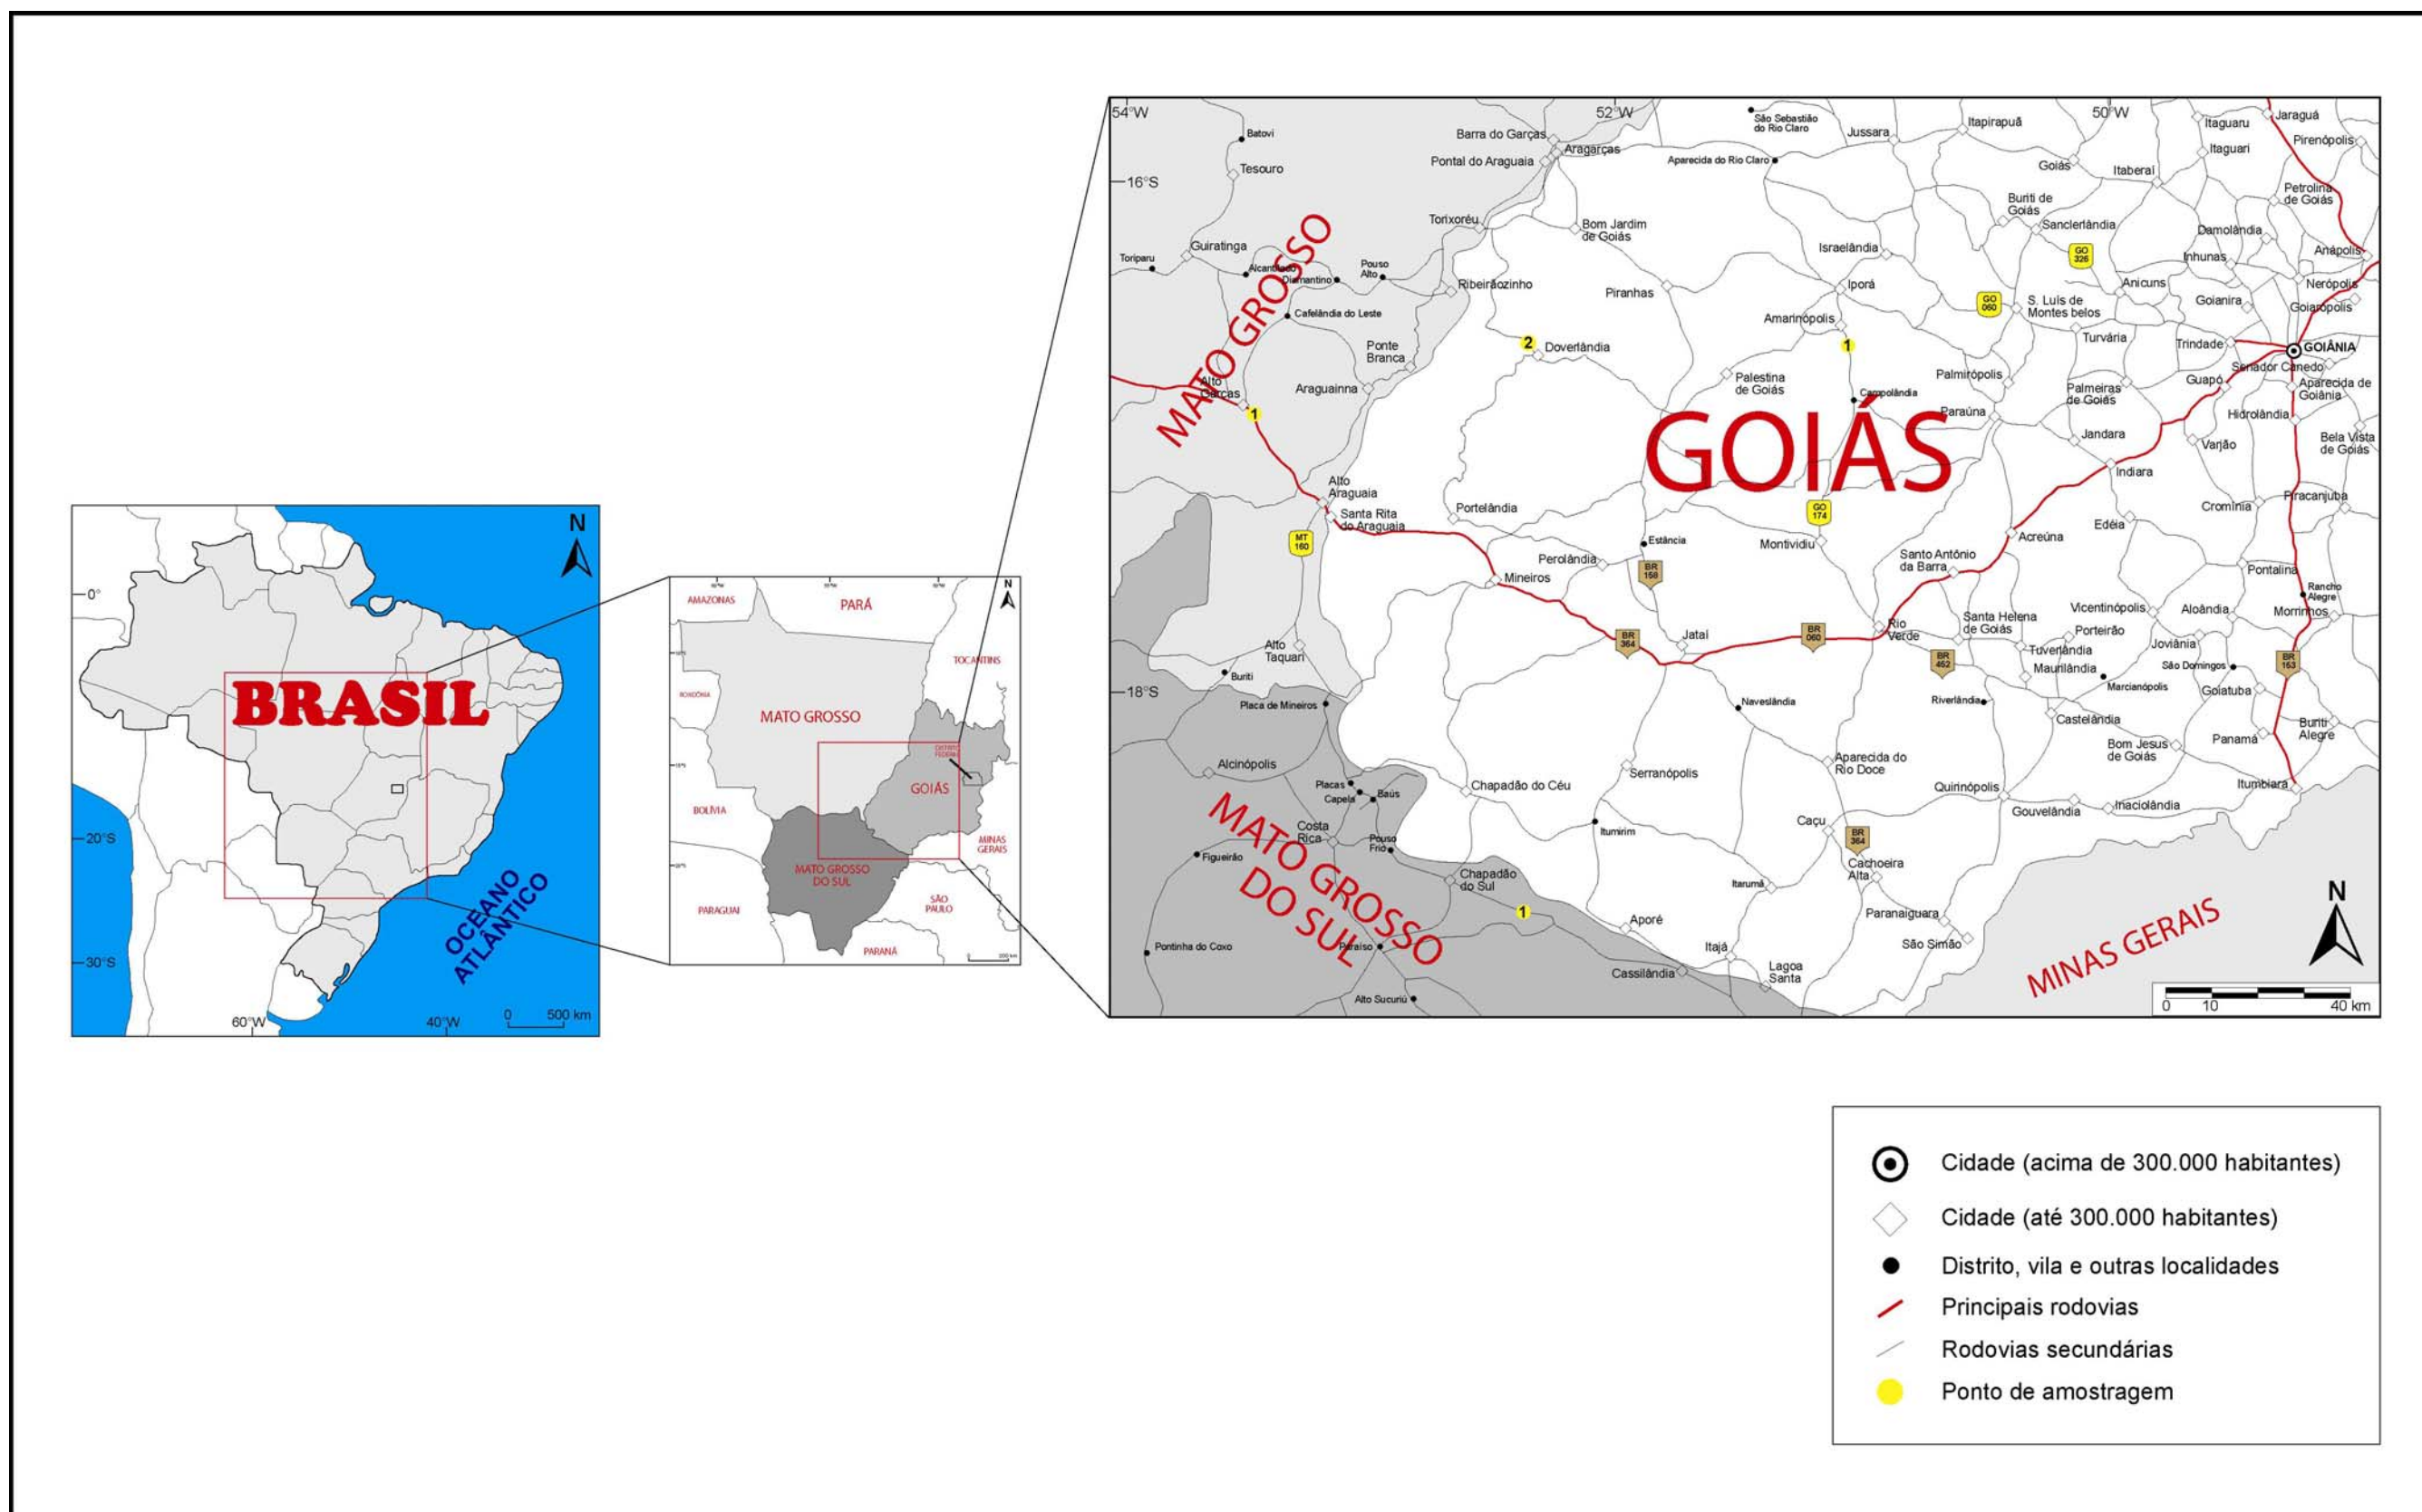 N
0°
BRASIL
20°S
30°S
60°W
40°W
OCEANO
ATLÂNTICO
0
500 km
N
AMAZONAS
PARÁ
TOCANTINS
RONDÔNIA
MATO GROSSO
DISTRITO
FEDERAL
GOIÁS
BOLÍVIA
MINAS
GERAIS
MATO GROSSO
DO SUL
SÃO
PAULO
PARAGUAI
PARANÁ
54°W
52°W
50°W
16°S
18°S
Batovi
Tesouro
Barra do Garças
Aragarças
Pontal do Araguaia
São Sebastião
do Rio Claro
Aparecida do Rio Claro
Jussara
Itapirapuã
Goiás
Itaberaí
Itaguaru
Itaguari
Jaraguá
Pirenópolis
Petrolina
de Goiás
Torixoréu
Bom Jardim
de Goiás
Buriti de
Goiás
Sanclerlândia
Damolândia
Anápolis
Guiratinga
Toriparu
Alcantilado
Diamantino
Pouso
Alto
Ribeirãozinho
Israelândia
GO
326
Inhunas
Nerópolis
Piranhas
Iporá
GO
060
S. Luís de
Montes belos
Anicuns
Goianira
Goianópolis
Cafelândia do Leste
Amarinópolis
1
Turvária
Trindade
GOIÂNIA
Ponte
Branca
2
Doverlândia
Senador Canedo
Alto
Garças
1
Araguainna
MATO GROSSO
Palestina
de Goiás
Campolândia
Palmirópolis
Palmeiras
de Goiás
Guapó
Aparecida de
Goiânia
Paraúna
Hidrolândia
GOIÁS
Jandara
Varjão
Bela Vista
de Goiás
Indiara
Alto
Araguaia
Santa Rita
do Araguaia
Portelândia
GO
174
Cromínia
Piracanjuba
MT
160
Estância
Montividiu
Edéia
Acreúna
Perolândia
BR
158
Mineiros
Santo Antônio
da Barra
Pontalina
Rancho
Alegre
Rio
Verde
Santa Helena
de Goiás
Vicentinópolis
Aloândia
Morrinhos
Alto
Taquari
BR
364
Jataí
BR
060
BR
452
Porteirão
Tuverlândia
Joviânia
Maurilândia
São Domingos
BR
153
Buriti
Marcianópolis
Goiatuba
Placa de Mineiros
Naveslândia
Riverlândia
Castelândia
Panamá
Buriti
Alegre
Bom Jesus
de Goiás
Alcinópolis
Aparecida do
Rio Doce
Serranópolis
Placas
Capela
Baús
Chapadão do Céu
Quirinópolis
Gouvelândia
Inaciolândia
Itumbiara
Costa
Rica
Pouso
Frio
Itumirim
Caçu
BR
364
Figueirão
Cachoeira
Alta
Chapadão
do Sul
Itarumã
MATO GROSSO
DO SUL
1
Aporé
Paranaiguara
São Simão
Pontinha do Coxo
Paraíso
Itajá
Cassilândia
Lagoa
Santa
Alto Sucuriú
MINAS GERAIS
N
0
10
40 km
Cidade (acima de 300.000 habitantes)
Cidade (até 300.000 habitantes)
Distrito, vila e outras localidades
Principais rodovias
Rodovias secundárias
Ponto de amostragem